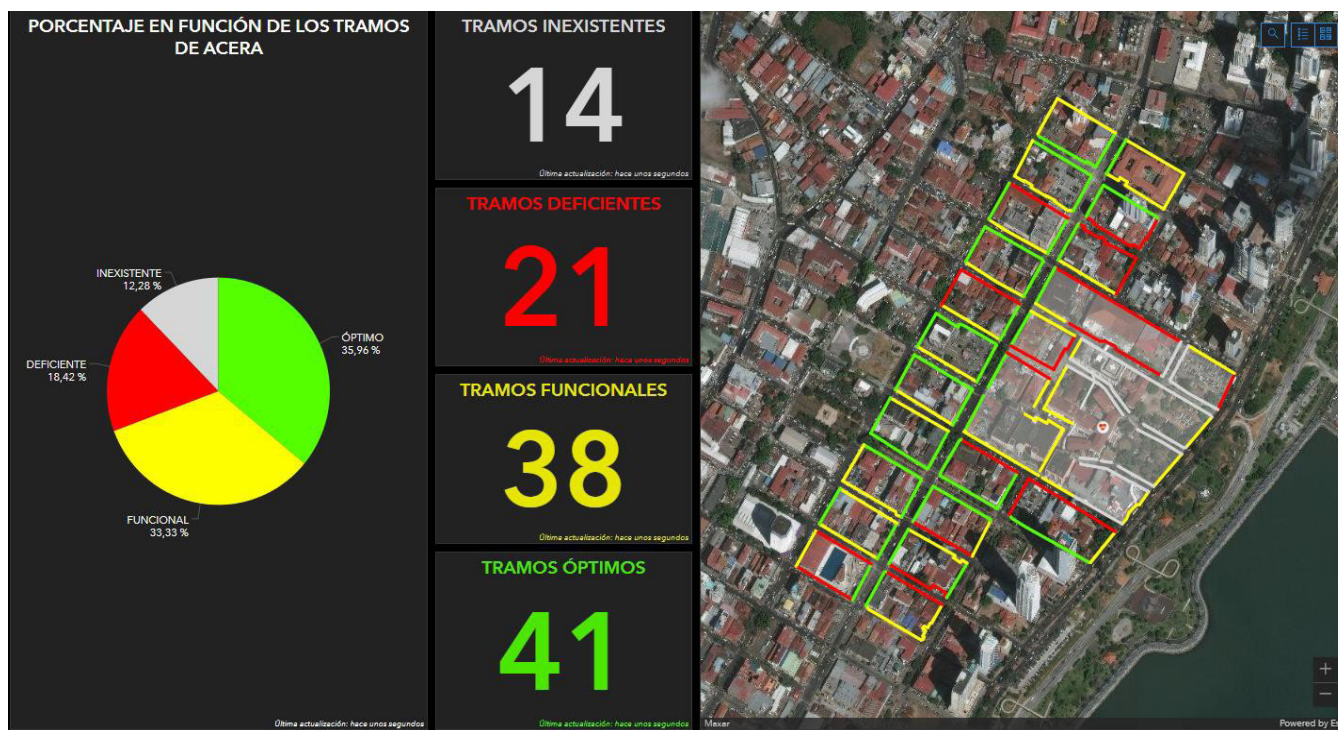 PORCENTAJE EN FUNCIÓN DE LOS TRAMOS
DE ACERA
INEXISTENTE
12,28 %
ÓPTIMO
35,96 %
DEFICIENTE
18,42 %
FUNCIONAL
33,33 %
Última actualización: hace unos segundos
TRAMOS INEXISTENTES
14
Última actualización: hace unos segundos
TRAMOS DEFICIENTES
21
Última actualización: hace unos segundos
TRAMOS FUNCIONALES
38
Última actualización: hace unos segundos
TRAMOS ÓPTIMOS
41
Última actualización: hace unos segundos
+
−
Maxar
Powered by Es